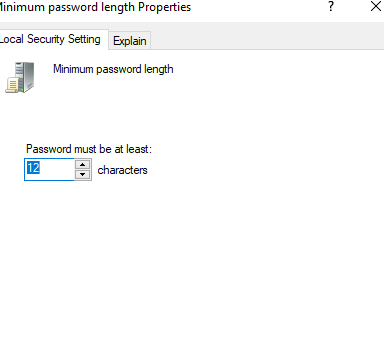 Minimum password length Properties
? ×
Local Security Setting
Explain
Minimum password length
Password must be at least:
12 characters